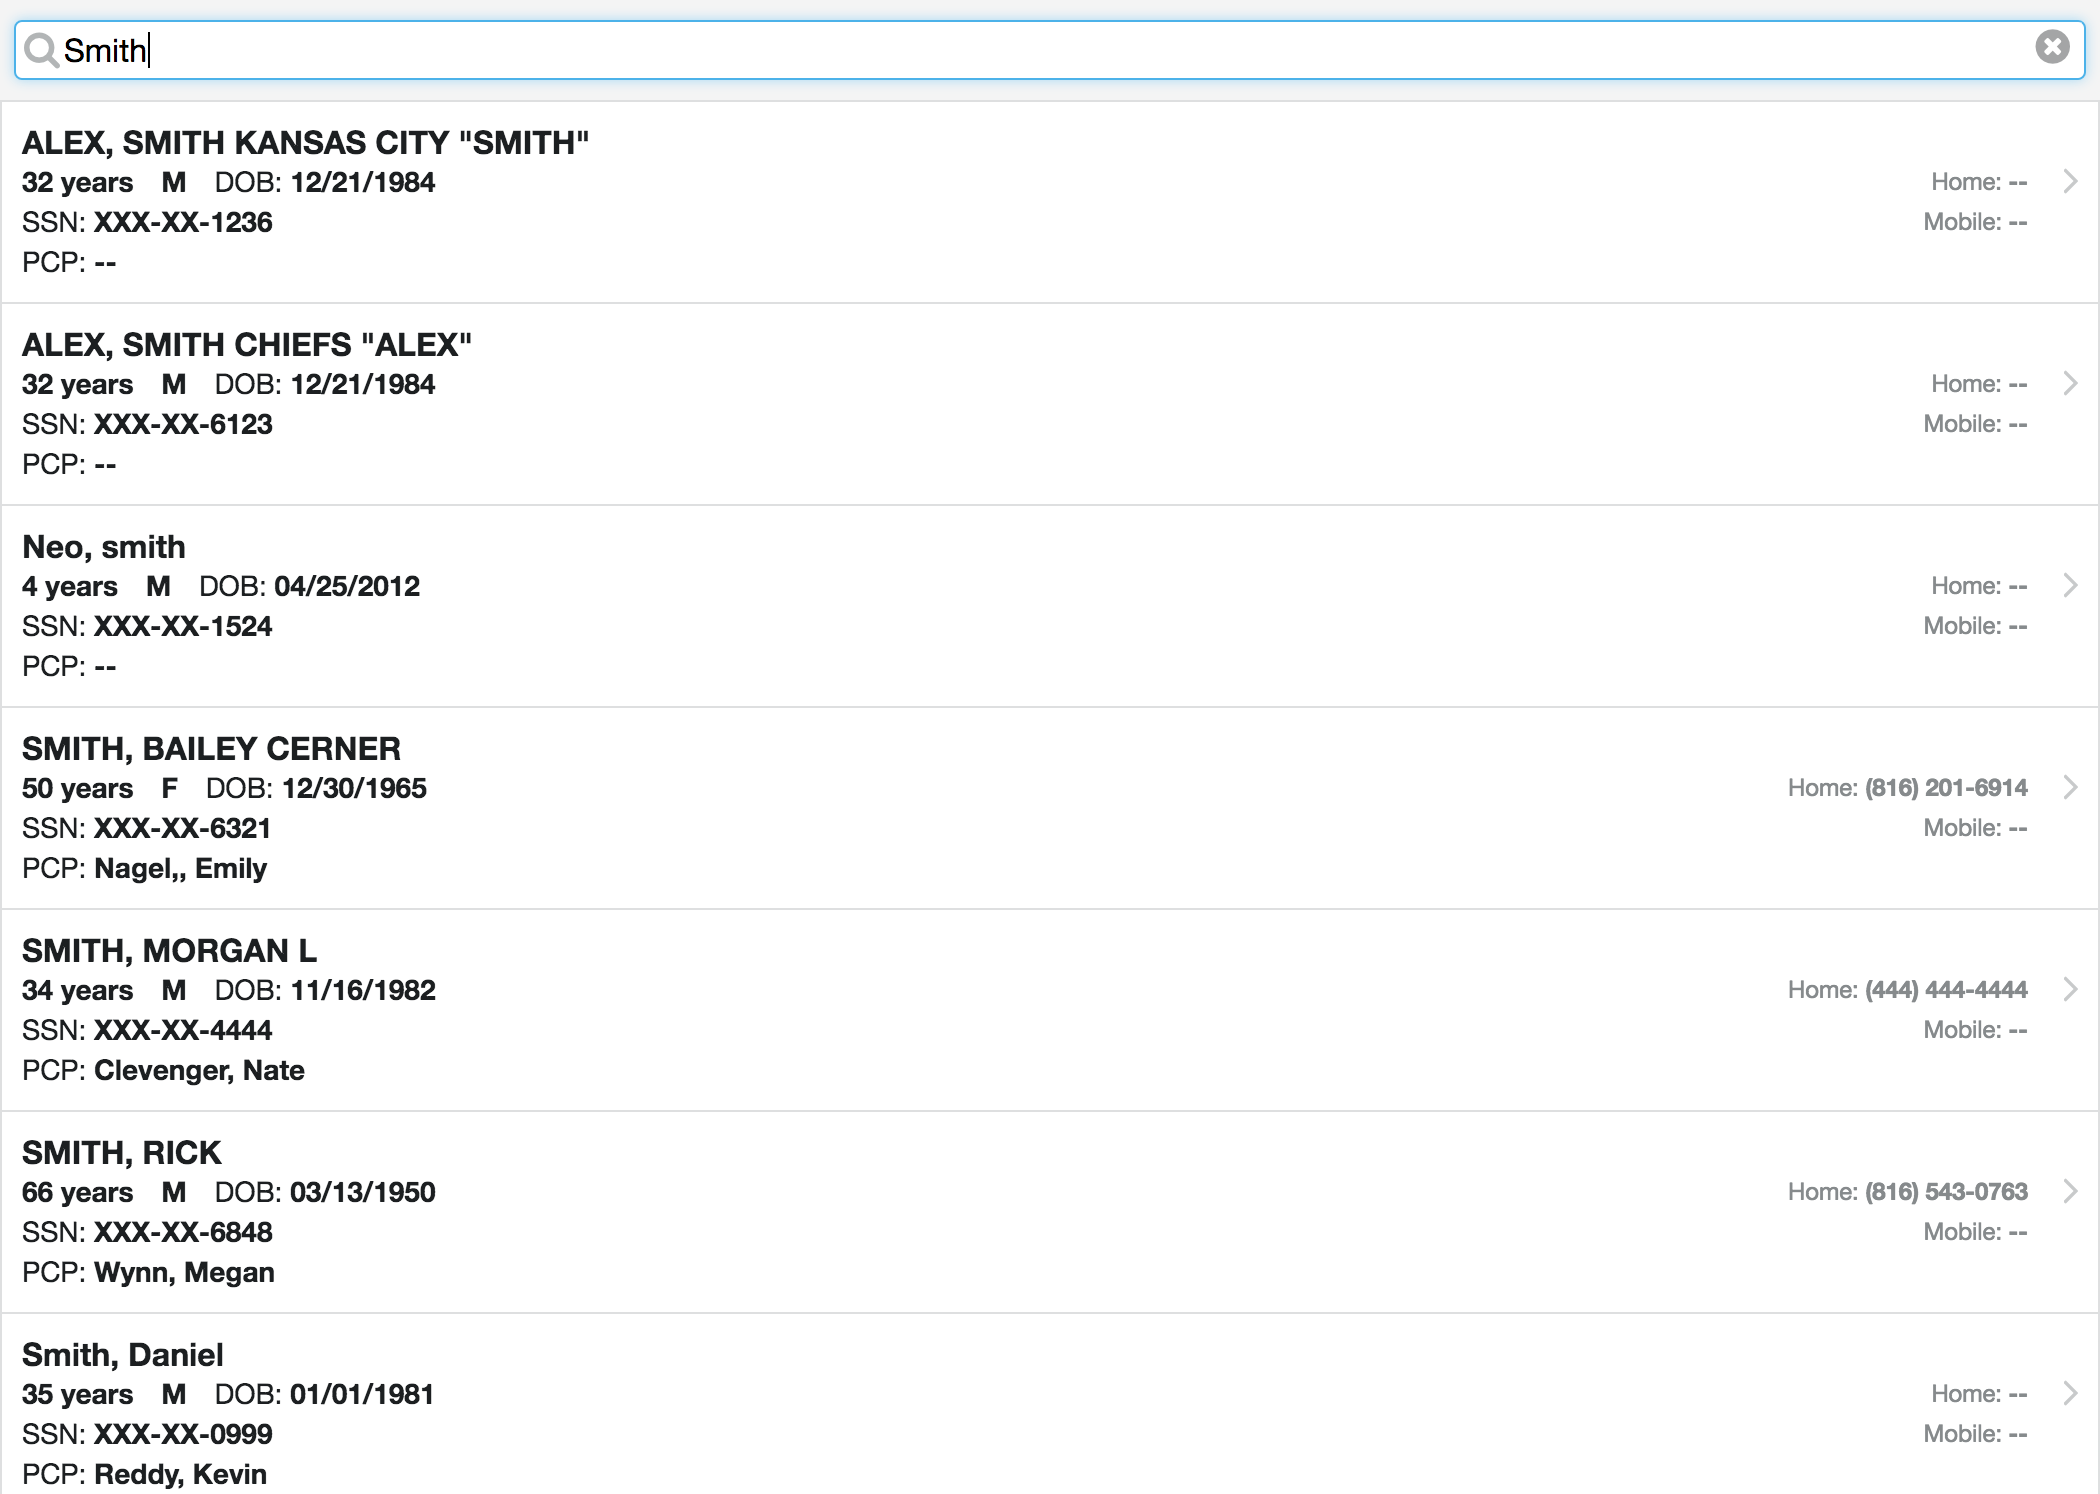 Smith
ALEX, SMITH KANSAS CITY "SMITH"
32 years M DOB: 12/21/1984 Home: --
SSN: XXX-XX-1236 Mobile: --
PCP: --
ALEX, SMITH CHIEFS "ALEX"
32 years M DOB: 12/21/1984 Home: --
SSN: XXX-XX-6123 Mobile: --
PCP: --
Neo, smith
4 years M DOB: 04/25/2012 Home: --
SSN: XXX-XX-1524 Mobile: --
PCP: --
SMITH, BAILEY CERNER
50 years F DOB: 12/30/1965 Home: (816) 201-6914
SSN: XXX-XX-6321 Mobile: --
PCP: Nagel,, Emily
SMITH, MORGAN L
34 years M DOB: 11/16/1982 Home: (444) 444-4444
SSN: XXX-XX-4444 Mobile: --
PCP: Clevenger, Nate
SMITH, RICK
66 years M DOB: 03/13/1950 Home: (816) 543-0763
SSN: XXX-XX-6848 Mobile: --
PCP: Wynn, Megan
Smith, Daniel
35 years M DOB: 01/01/1981 Home: --
SSN: XXX-XX-0999 Mobile: --
PCP: Reddy, Kevin